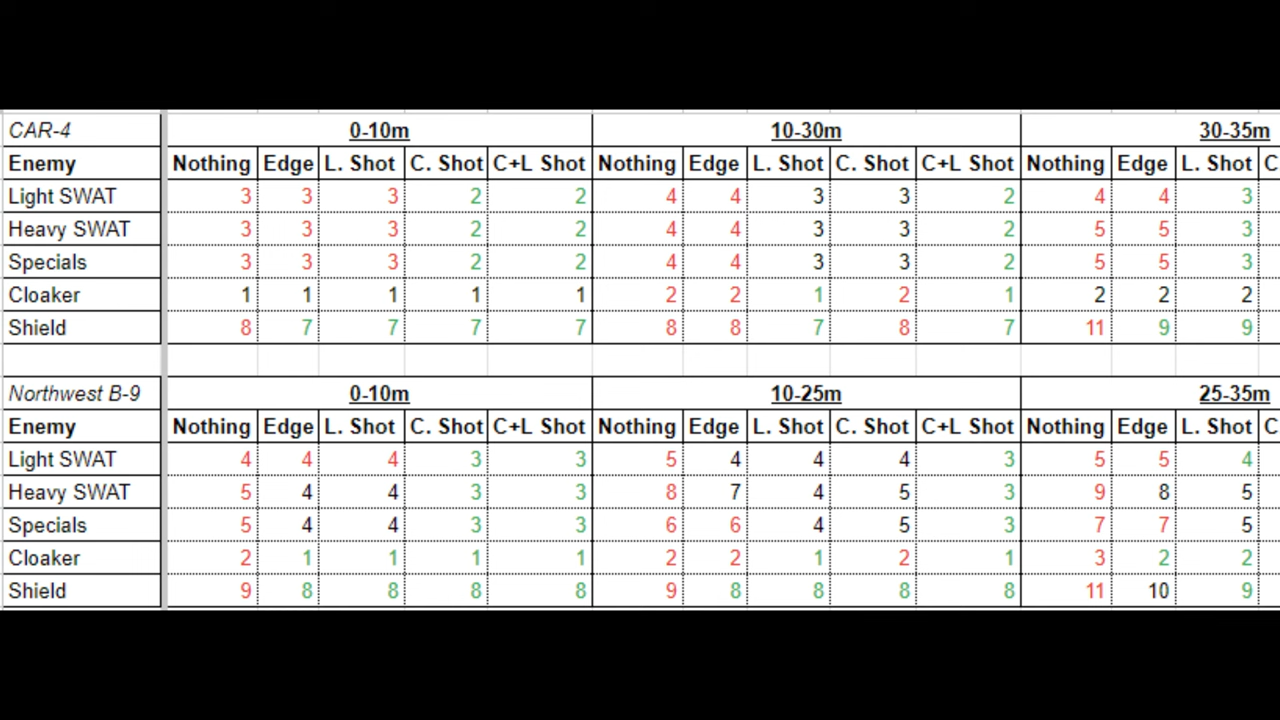 CAR-4 0-10m 10-30m 30-35m
Enemy Nothing Edge L. Shot C. Shot C+L Shot Nothing Edge L. Shot C. Shot C+L Shot Nothing Edge L. Shot C
Light SWAT 3 3 3 2 2 4 4 3 3 2 4 4 3
Heavy SWAT 3 3 3 2 2 4 4 3 3 2 5 5 3
Specials 3 3 3 2 2 4 4 3 3 2 5 5 3
Cloaker 1 1 1 1 1 2 2 1 2 1 2 2 2
Shield 8 7 7 7 7 8 8 7 8 7 11 9 9
Northwest B-9 0-10m 10-25m 25-35m
Enemy Nothing Edge L. Shot C. Shot C+L Shot Nothing Edge L. Shot C. Shot C+L Shot Nothing Edge L. Shot C
Light SWAT 4 4 4 3 3 5 4 4 4 3 5 5 4
Heavy SWAT 5 4 4 3 3 8 7 4 5 3 9 8 5
Specials 5 4 4 3 3 6 6 4 5 3 7 7 5
Cloaker 2 1 1 1 1 2 2 1 2 1 3 2 2
Shield 9 8 8 8 8 9 8 8 8 8 11 10 9